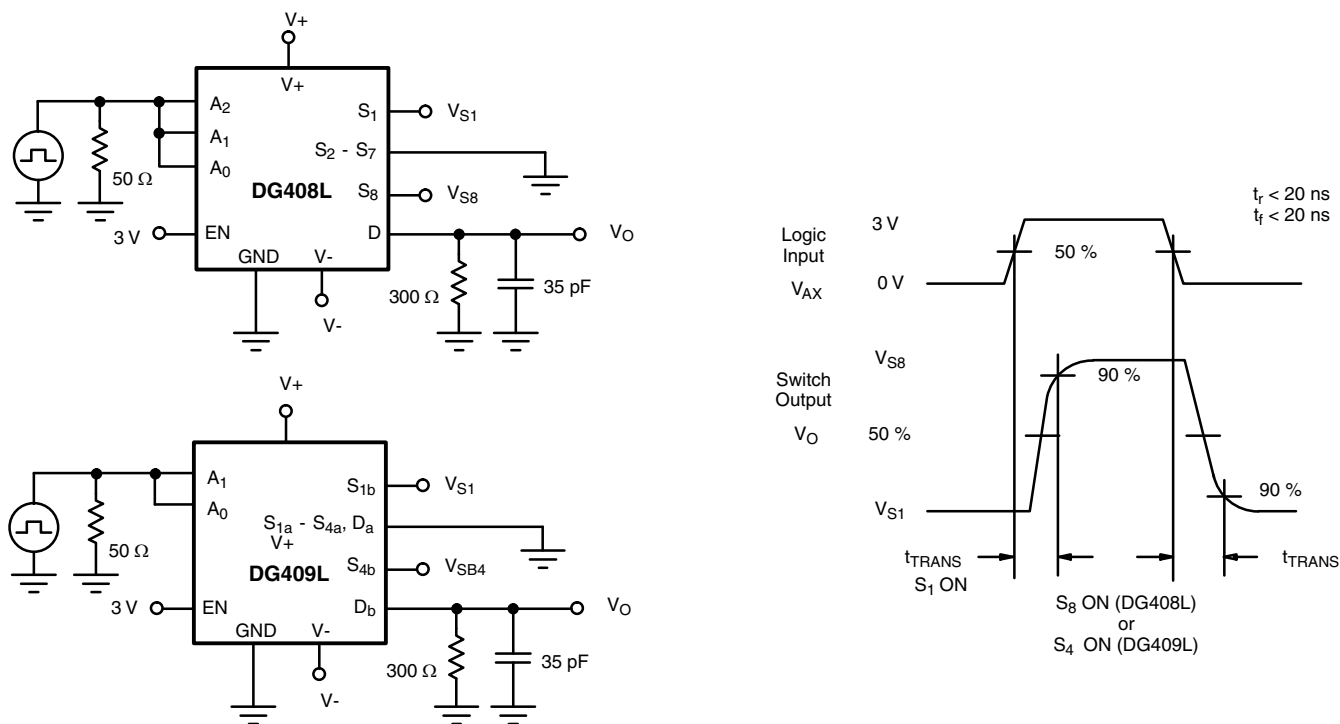 V+
V+
A2
A1
A0
50 Ω
DG408L
S1
VS1
S2 - S7
S8
VS8
3 V
EN
D
VO
GND
V-
V-
300 Ω
35 pF
V+
A1
A0
50 Ω
S1b
VS1
S1a - S4a, Da
V+
DG409L
S4b
VSB4
3 V
EN
Db
VO
GND
V-
V-
300 Ω
35 pF
tr < 20 ns
tf < 20 ns
Logic
Input
VAX
3 V
50 %
0 V
Switch
Output
VO
VS8
90 %
50 %
VS1
90 %
tTRANS
tTRANS
S1 ON
S8 ON (DG408L)
or
S4 ON (DG409L)